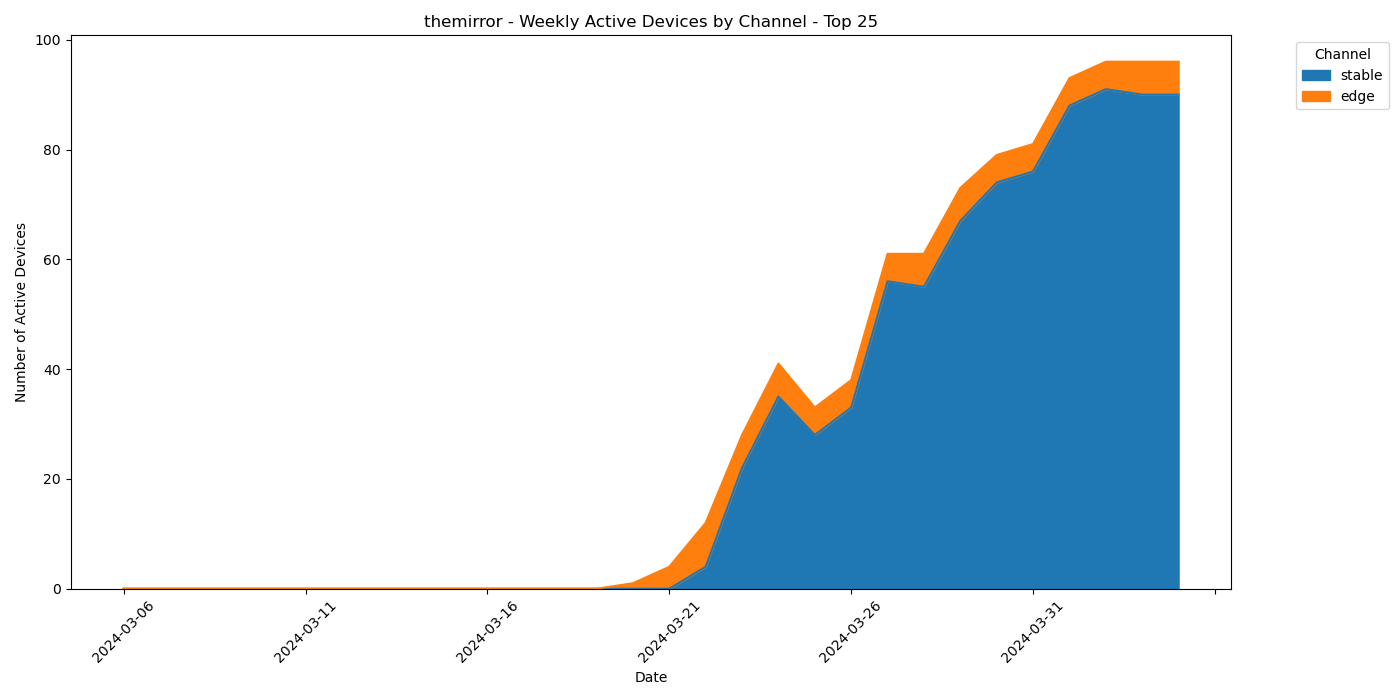 themirror - Weekly Active Devices by Channel - Top 25
Channel
stable
edge
Number of Active Devices
100
80
60
40
20
0
2024-03-06
2024-03-11
2024-03-16
2024-03-21
2024-03-26
2024-03-31
Date